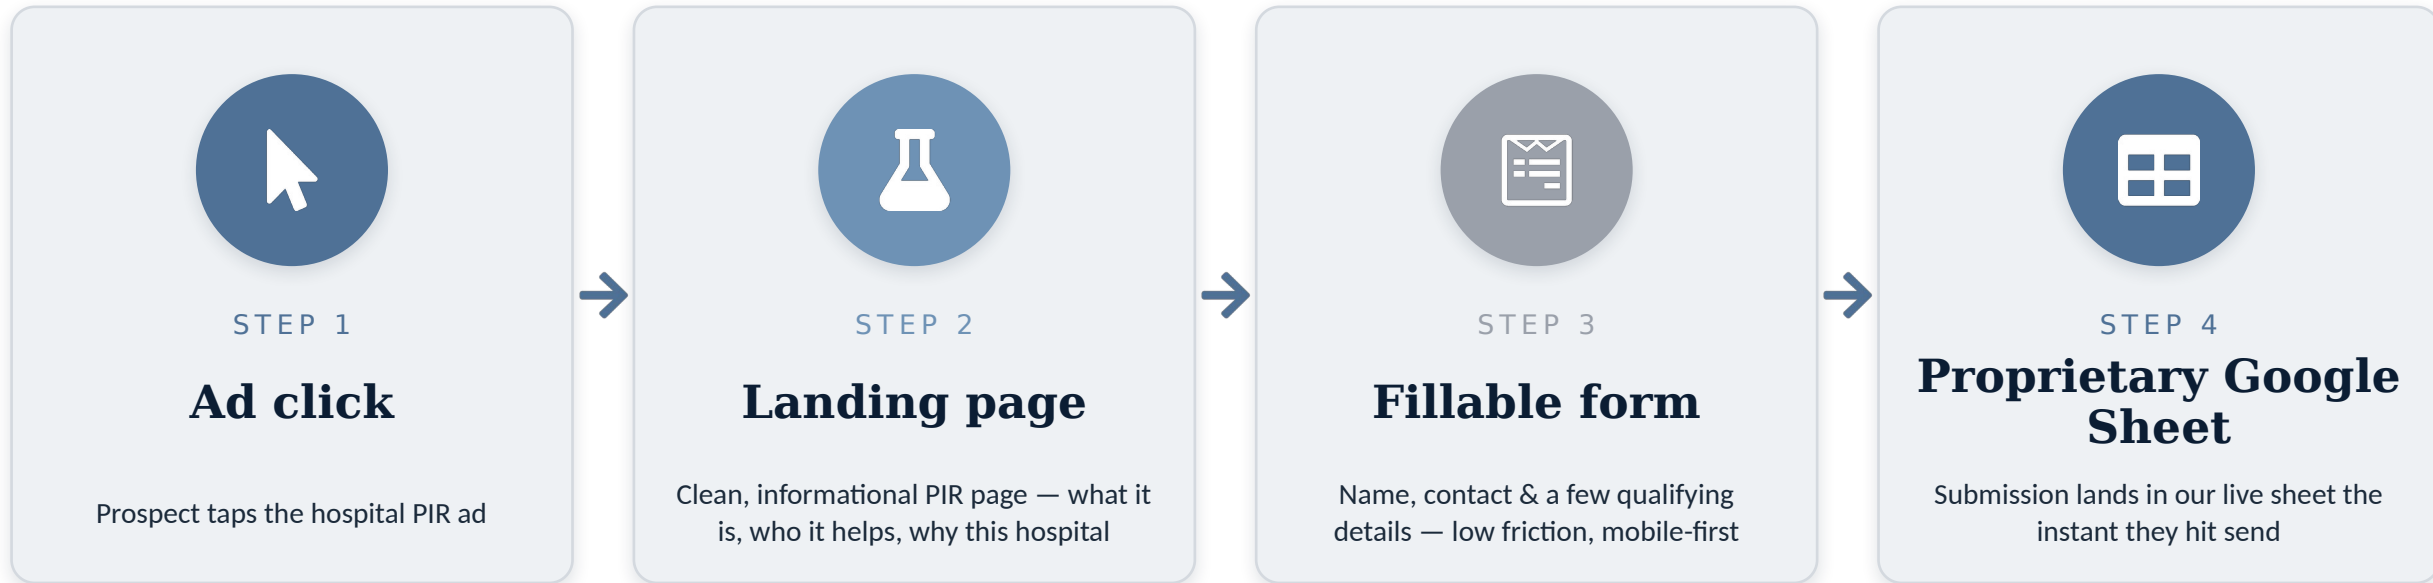 STEP 1
Ad click
Prospect taps the hospital PIR ad
STEP 2
Landing page
Clean, informational PIR page — what it
is, who it helps, why this hospital
STEP 3
Fillable form
Name, contact & a few qualifying
details — low friction, mobile-first
STEP 4
Proprietary Google
Sheet
Submission lands in our live sheet the
instant they hit send